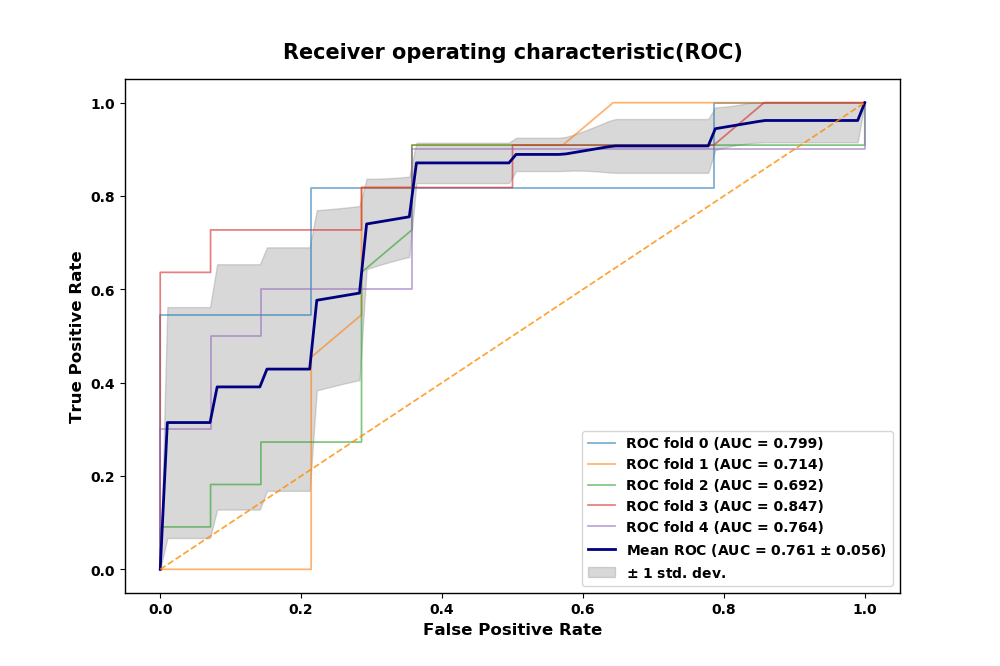 Receiver operating characteristic(ROC)
True Positive Rate
1.0
0.8
0.6
0.4
0.2
0.0
ROC fold 0 (AUC = 0.799)
ROC fold 1 (AUC = 0.714)
ROC fold 2 (AUC = 0.692)
ROC fold 3 (AUC = 0.847)
ROC fold 4 (AUC = 0.764)
Mean ROC (AUC = 0.761 ± 0.056)
± 1 std. dev.
0.0 0.2 0.4 0.6 0.8 1.0
False Positive Rate